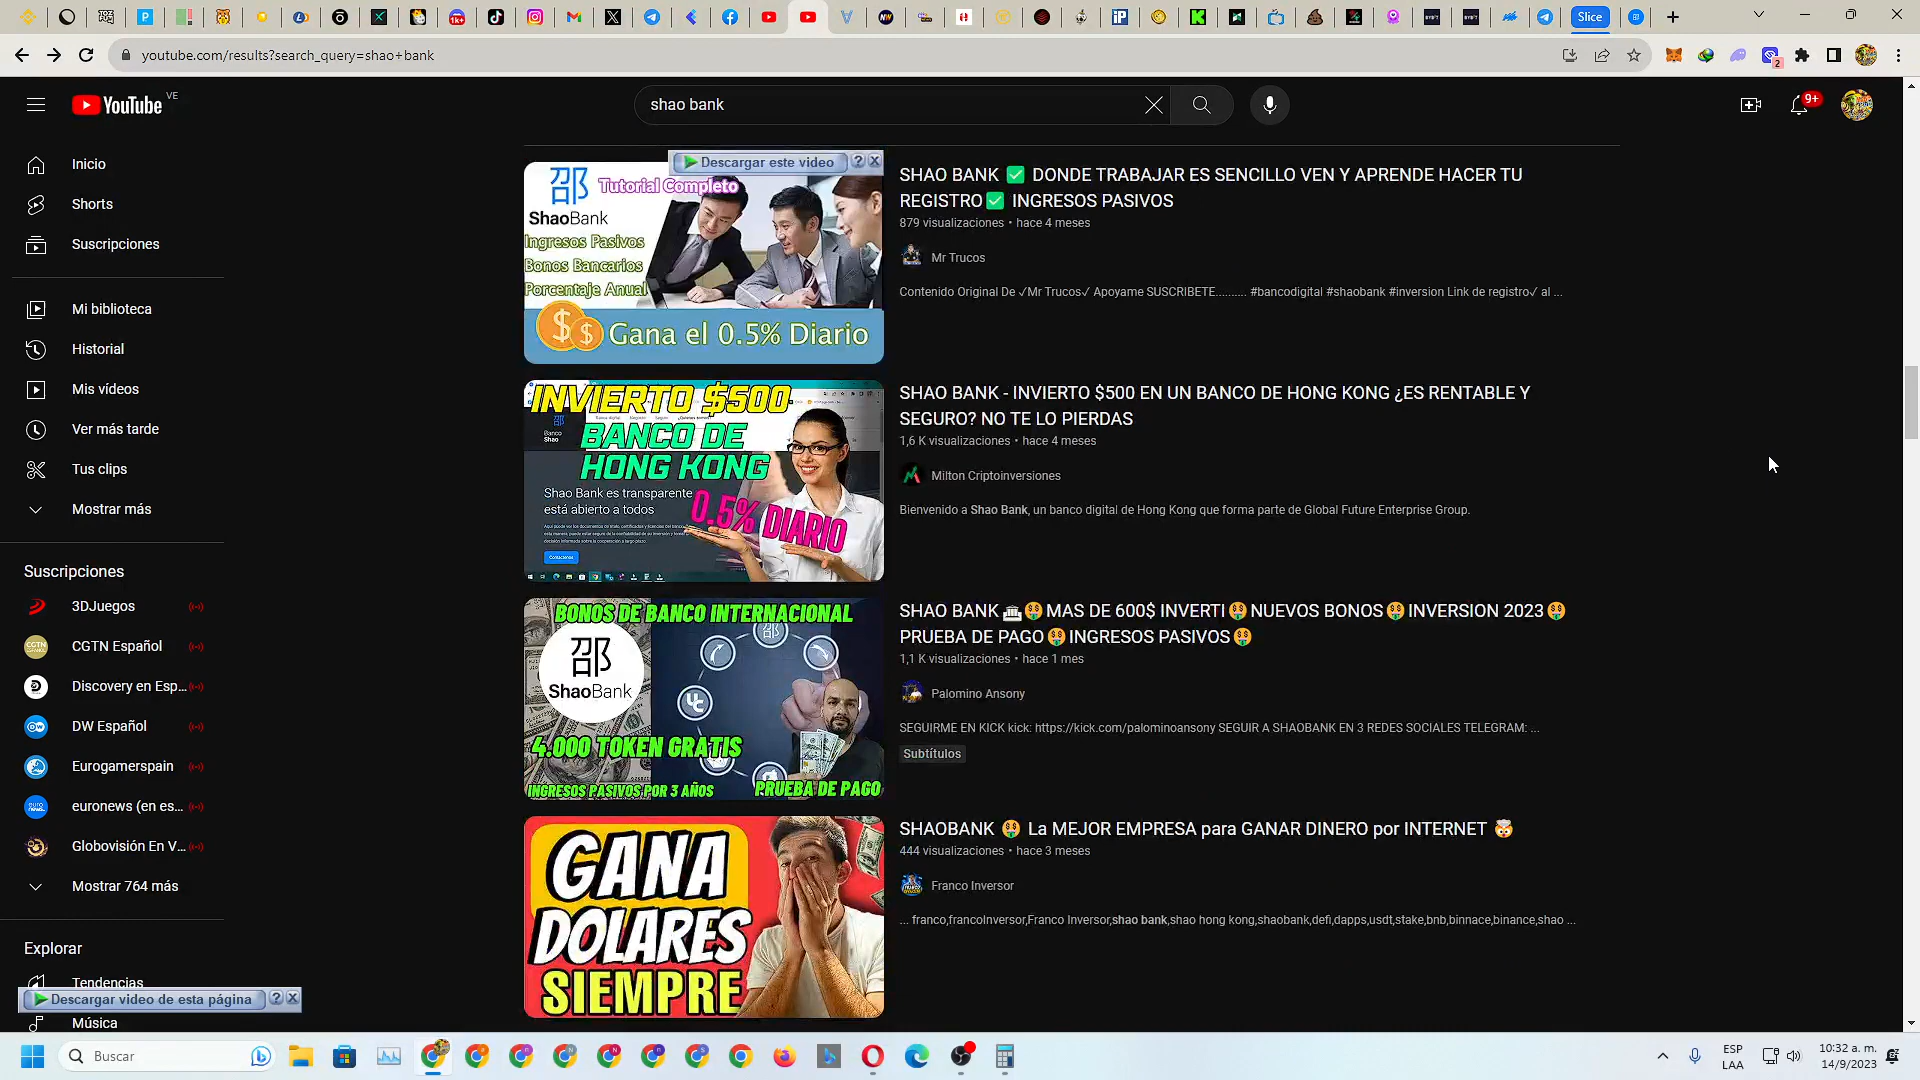 Slice
youtube.com/results?search_query=shao+bank
2
YouTube VE
shao bank
9+
Inicio
Shorts
Suscripciones
Mi biblioteca
Historial
Mis vídeos
Ver más tarde
Tus clips
Mostrar más
Suscripciones
3DJuegos
CGTN Español
Discovery en Esp...
DW Español
Eurogamerspain
euronews (en es...
Globovisión En V...
Mostrar 764 más
Explorar
Tendencias
Descargar video de esta página ?
Música
Descargar este video ?
邵 Tutorial Completo
ShaoBank
Ingresos Pasivos
Bonos Bancarios
Porcentaje Anual
$ $ Gana el 0.5% Diario
SHAO BANK ✅ DONDE TRABAJAR ES SENCILLO VEN Y APRENDE HACER TU
REGISTRO✅ INGRESOS PASIVOS
879 visualizaciones • hace 4 meses
Mr Trucos
Contenido Original De ✓Mr Trucos✓ Apoyame SUSCRIBETE.......... #bancodigital #shaobank #inversion Link de registro✓ al ...
INVIERTO $500
BANCO DE
HONG KONG
Banco
Shao
Shao Bank es transparente
está abierto a todos
0.5% DIARIO
SHAO BANK - INVIERTO $500 EN UN BANCO DE HONG KONG ¿ES RENTABLE Y
SEGURO? NO TE LO PIERDAS
1,6 K visualizaciones • hace 4 meses
Milton Criptoinversiones
Bienvenido a Shao Bank, un banco digital de Hong Kong que forma parte de Global Future Enterprise Group.
BONOS DE BANCO INTERNACIONAL
邵
ShaoBank
邵
4.000 TOKEN GRATIS
INGRESOS PASIVOS POR 3 AÑOS
PRUEBA DE PAGO
SHAO BANK 🏦🤑MAS DE 600$ INVERTI🤑NUEVOS BONOS🤑INVERSION 2023🤑
PRUEBA DE PAGO🤑INGRESOS PASIVOS🤑
1,1 K visualizaciones • hace 1 mes
Palomino Ansony
SEGUIRME EN KICK kick: https://kick.com/palominoansony SEGUIR A SHAOBANK EN 3 REDES SOCIALES TELEGRAM: ...
Subtítulos
GANA
DOLARES
SIEMPRE
SHAOBANK 🤑 La MEJOR EMPRESA para GANAR DINERO por INTERNET 🤯
444 visualizaciones • hace 3 meses
Franco Inversor
... franco,francoInversor,Franco Inversor,shao bank,shao hong kong,shaobank,defi,dapps,usdt,stake,bnb,binnace,binance,shao ...
Buscar
ESP
LAA
10:32 a. m.
14/9/2023